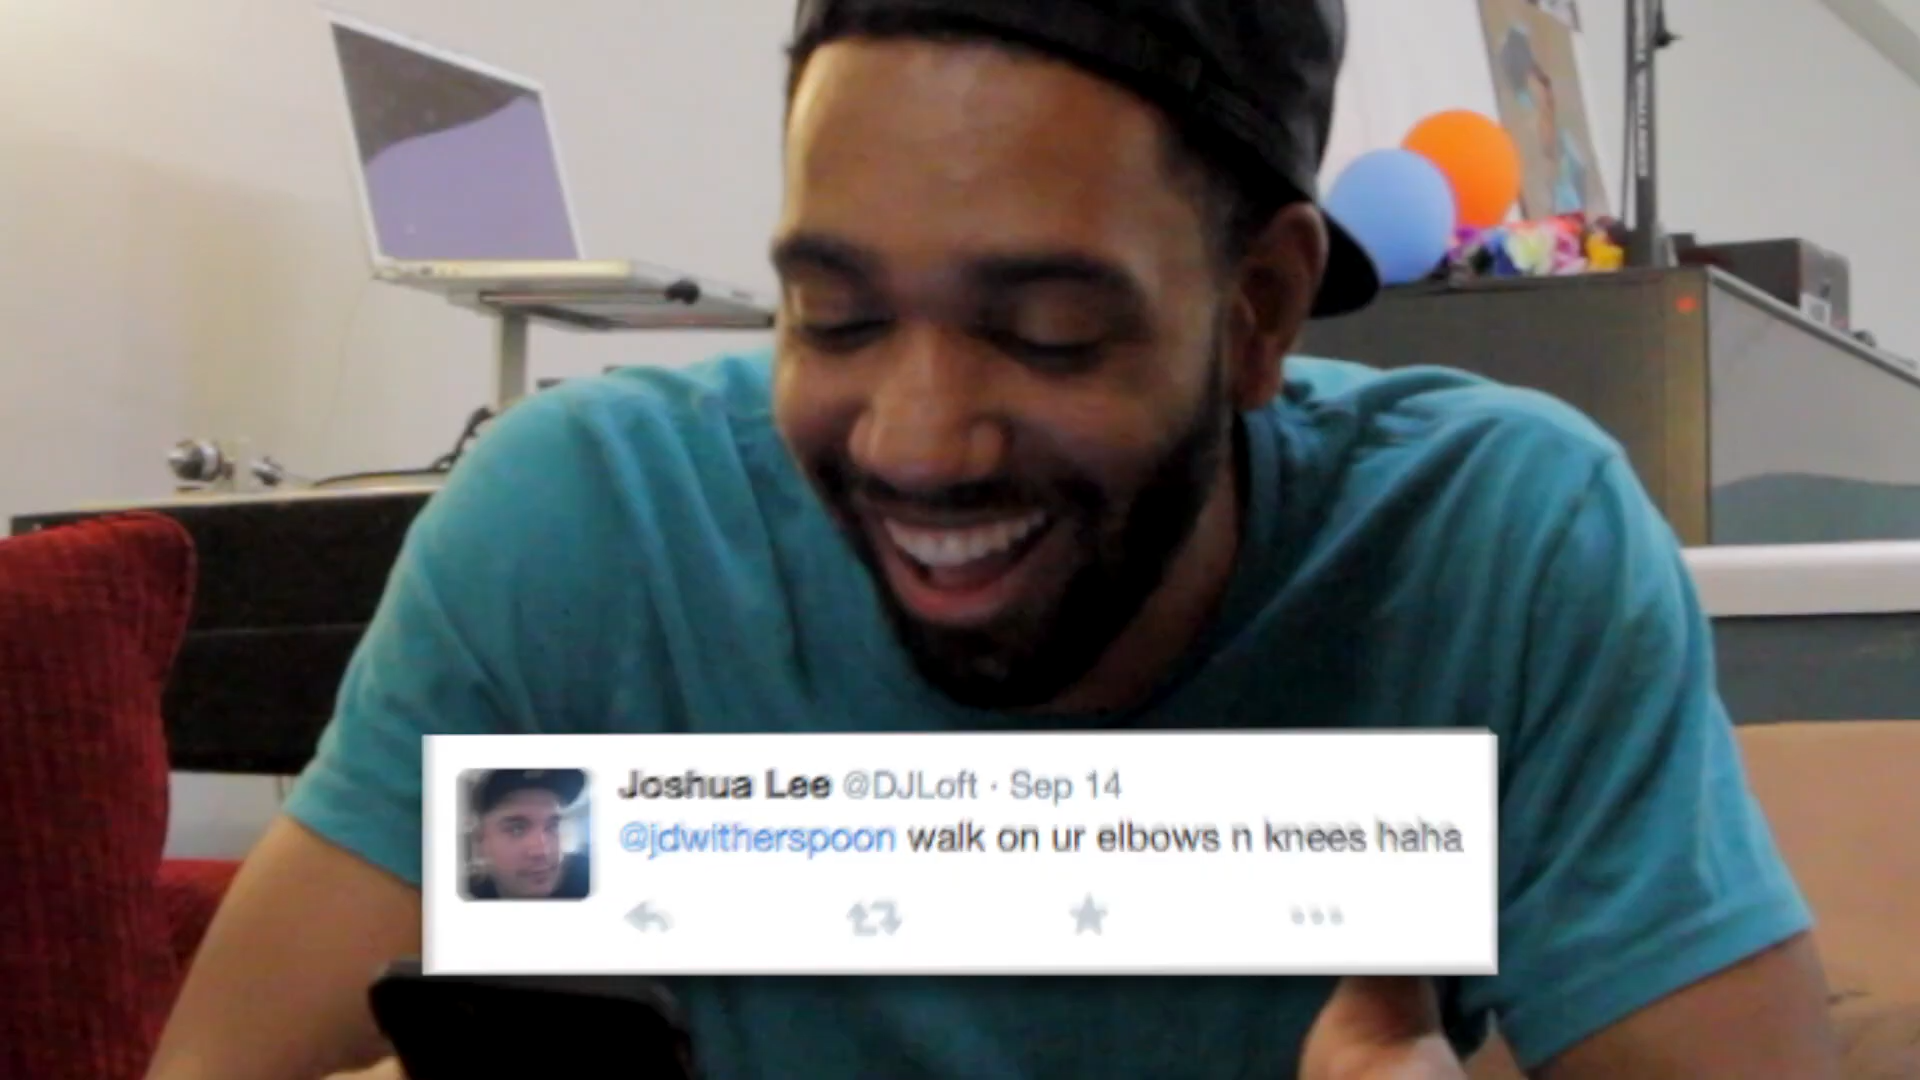 Joshua Lee @DJLoft · Sep 14
@jdwitherspoon walk on ur elbows n knees haha